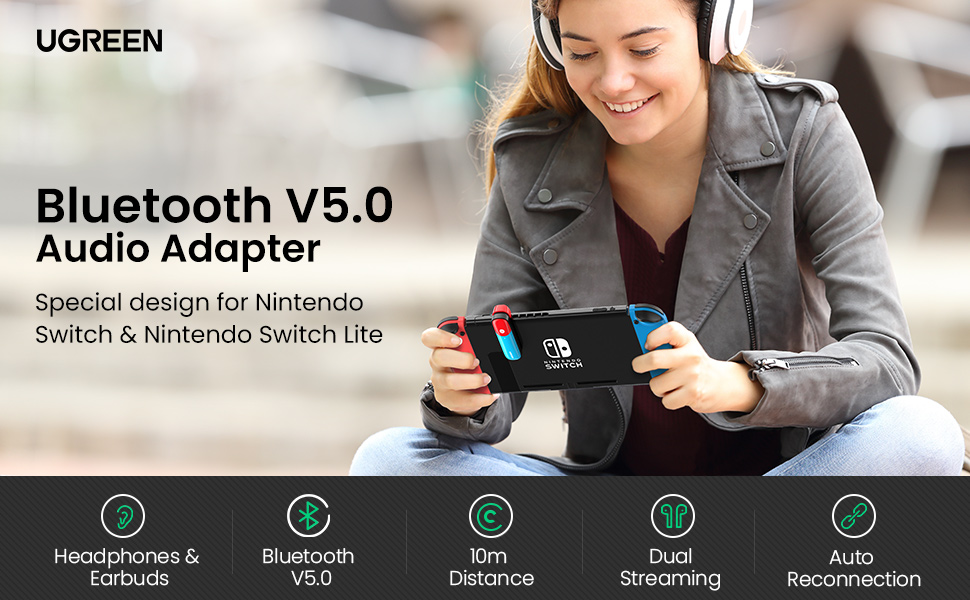 UGREEN
Bluetooth V5.0
Audio Adapter
Special design for Nintendo
Switch & Nintendo Switch Lite
NINTENDO
SWITCH
Headphones &
Earbuds
Bluetooth
V5.0
10m
Distance
Dual
Streaming
Auto
Reconnection